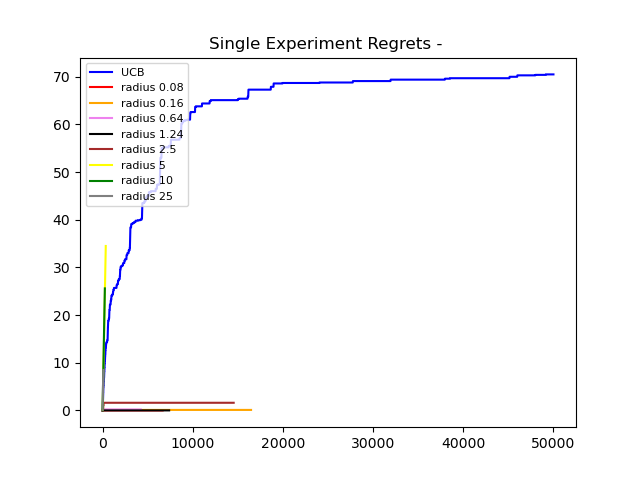 Single Experiment Regrets -
UCB
radius 0.08
radius 0.16
radius 0.64
radius 1.24
radius 2.5
radius 5
radius 10
radius 25
70
60
50
40
30
20
10
0
0 10000 20000 30000 40000 50000